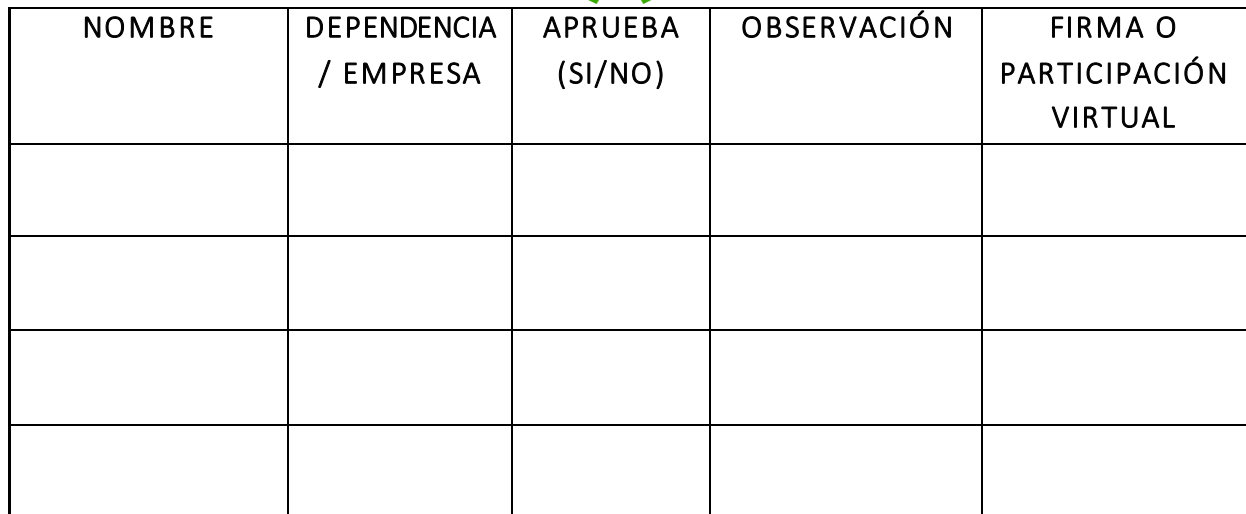 NOMBRE
DEPENDENCIA
/ EMPRESA
APRUEBA
(SI/NO)
OBSERVACIÓN
FIRMA O
PARTICIPACIÓN
VIRTUAL